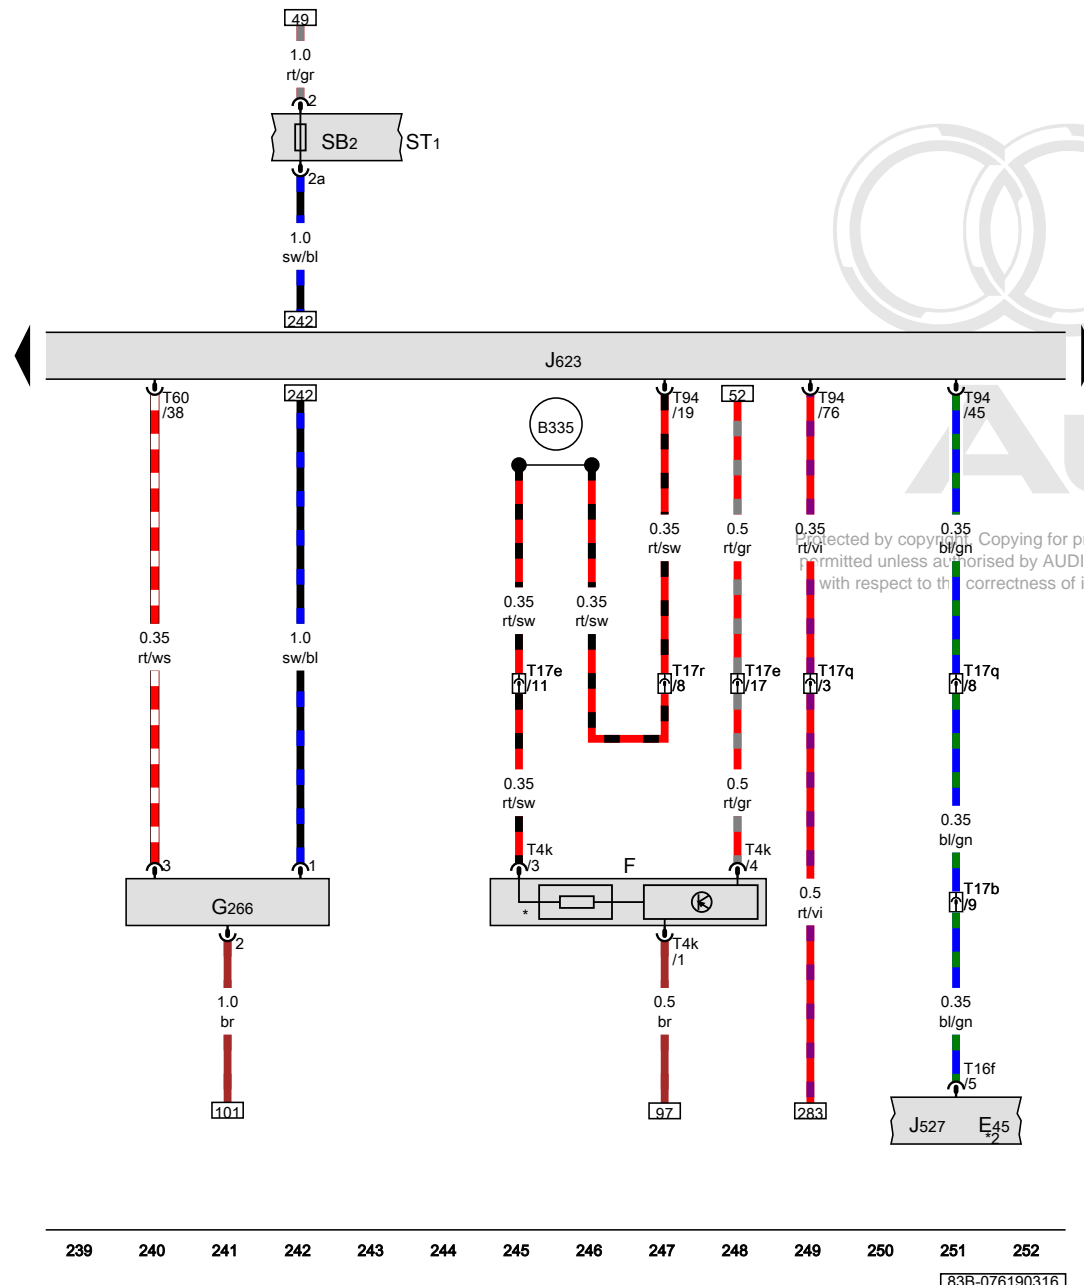 49
1.0
rt/gr
2
SB2
ST1
2a
1.0
sw/bl
242
J623
T60
/38
242
B335
T94
/19
52
T94
/76
T94
/45
0.35
rt/sw
0.5
rt/gr
0.35
rt/vi
0.35
bl/gn
Protected by copyright. Copying for
permitted unless authorised by AUDI
with respect to the correctness of
0.35
rt/sw
0.35
rt/sw
0.35
rt/ws
1.0
sw/bl
T17e
/11
T17r
/8
T17e
/17
T17q
/3
T17q
/8
0.35
rt/sw
0.5
rt/gr
0.35
bl/gn
3
1
T4k
/3
F
T4k
/4
G266
*
0.5
rt/vi
T17b
/9
2
T4k
/1
1.0
br
0.5
br
0.35
bl/gn
T16f
/5
101
97
283
J527
E45
*2
239 240 241 242 243 244 245 246 247 248 249 250 251 252
83B-076190316